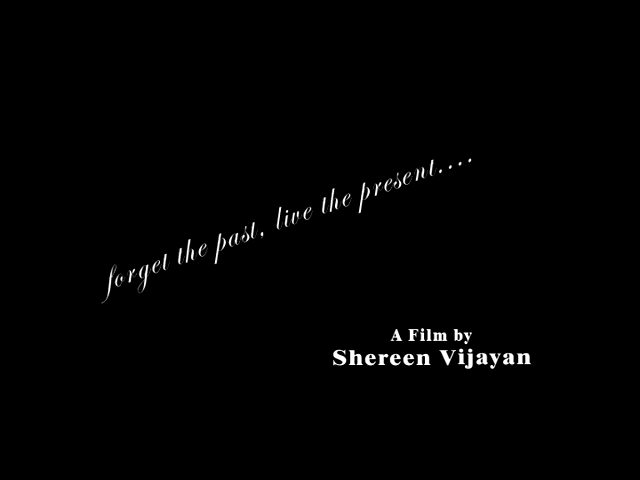 forget the past, live the present....
A Film by
Shereen Vijayan